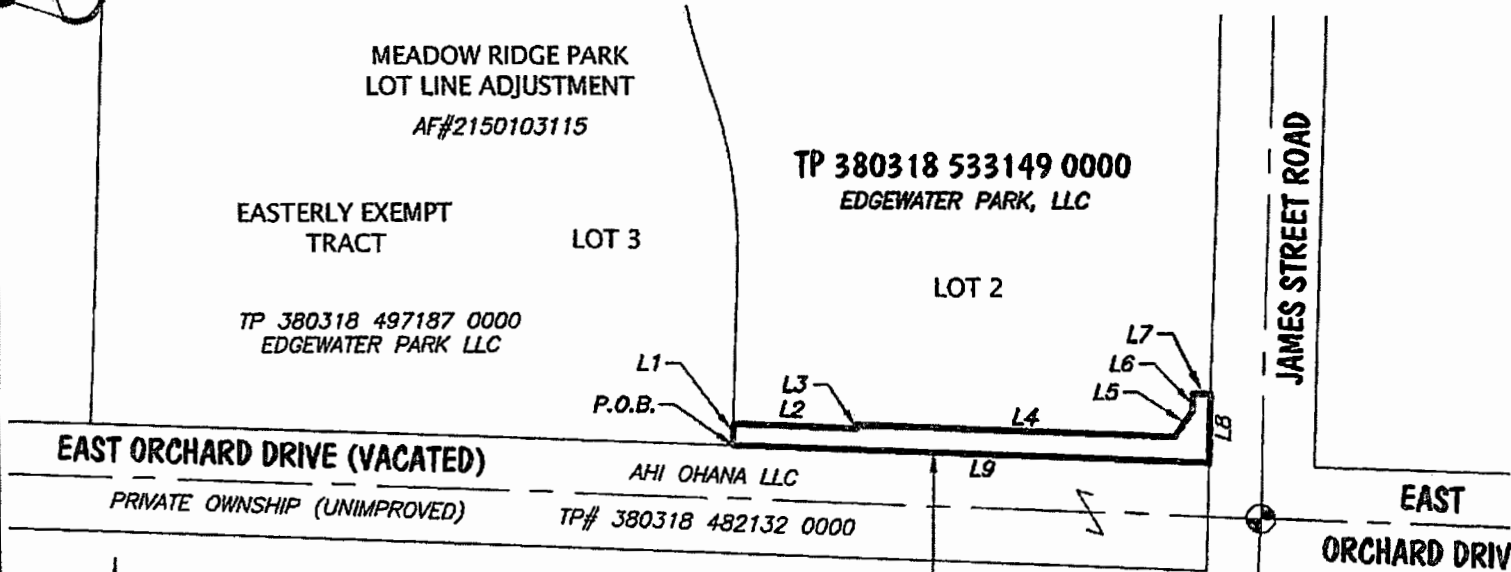 MEADOW RIDGE PARK
LOT LINE ADJUSTMENT
AF#2150103115
TP 380318 533149 0000
EDGEWATER PARK, LLC
EASTERLY EXEMPT
TRACT
LOT 3
LOT 2
TP 380318 497187 0000
EDGEWATER PARK LLC
JAMES STREET ROAD
L1
P.O.B.
L2
L3
L4
L5
L6
L7
L8
L9
EAST ORCHARD DRIVE (VACATED)
AHI OHANA LLC
PRIVATE OWNSHIP (UNIMPROVED)
TP# 380318 482132 0000
EAST
ORCHARD DRIV